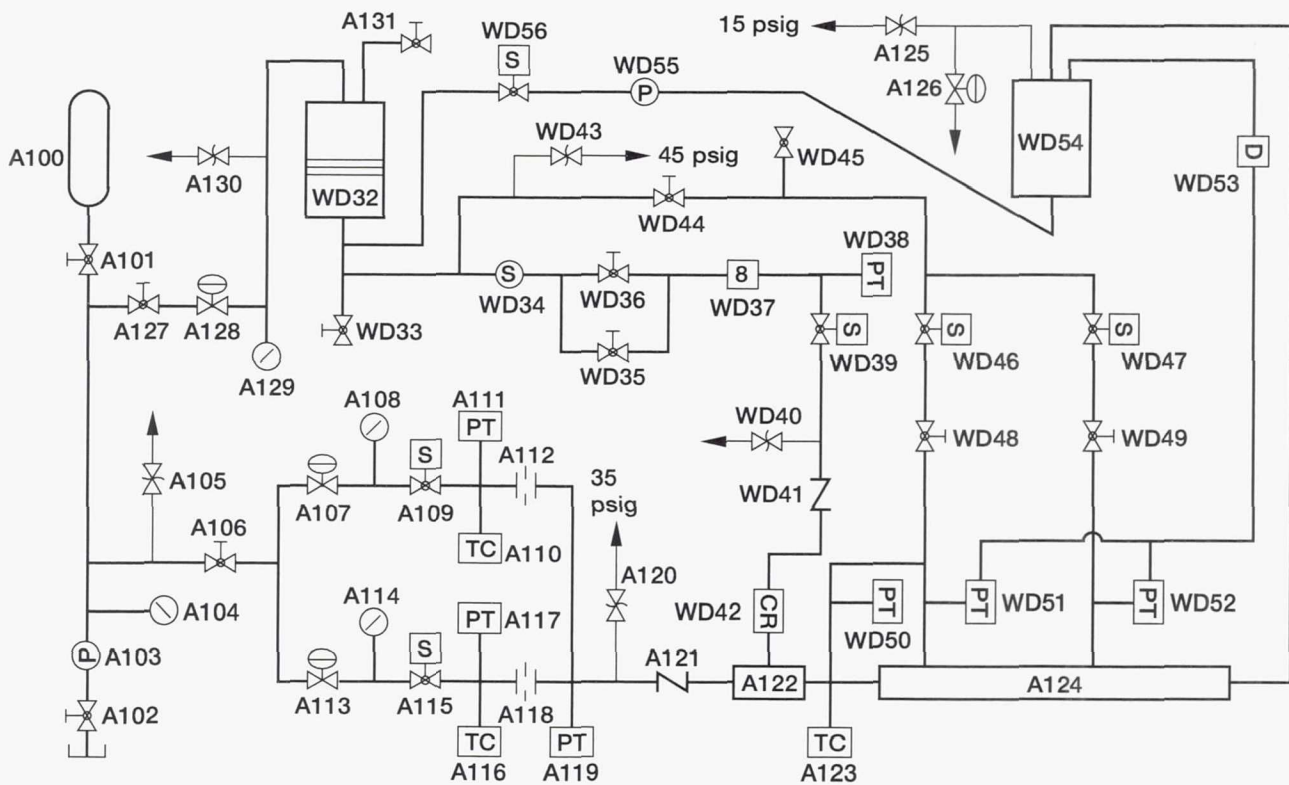 A131
WD56
S
WD55
P
15 psig
A125
A126
WD54
D
WD53
A100
A130
WD32
WD43
45 psig
WD45
WD44
WD38
PT
A101
A127
A128
S
WD34
WD36
8
WD37
WD33
S
WD39
S
WD46
S
WD47
WD35
A129
A108
A111
PT
A112
WD40
WD48
WD49
A105
A107
S
A109
35
psig
WD41
A106
TC
A110
A120
A104
A114
PT
A117
WD42
CR
PT
WD50
PT
WD51
PT
WD52
P
A103
S
A121
A102
A113
A115
A118
A122
A124
TC
A116
PT
A119
TC
A123